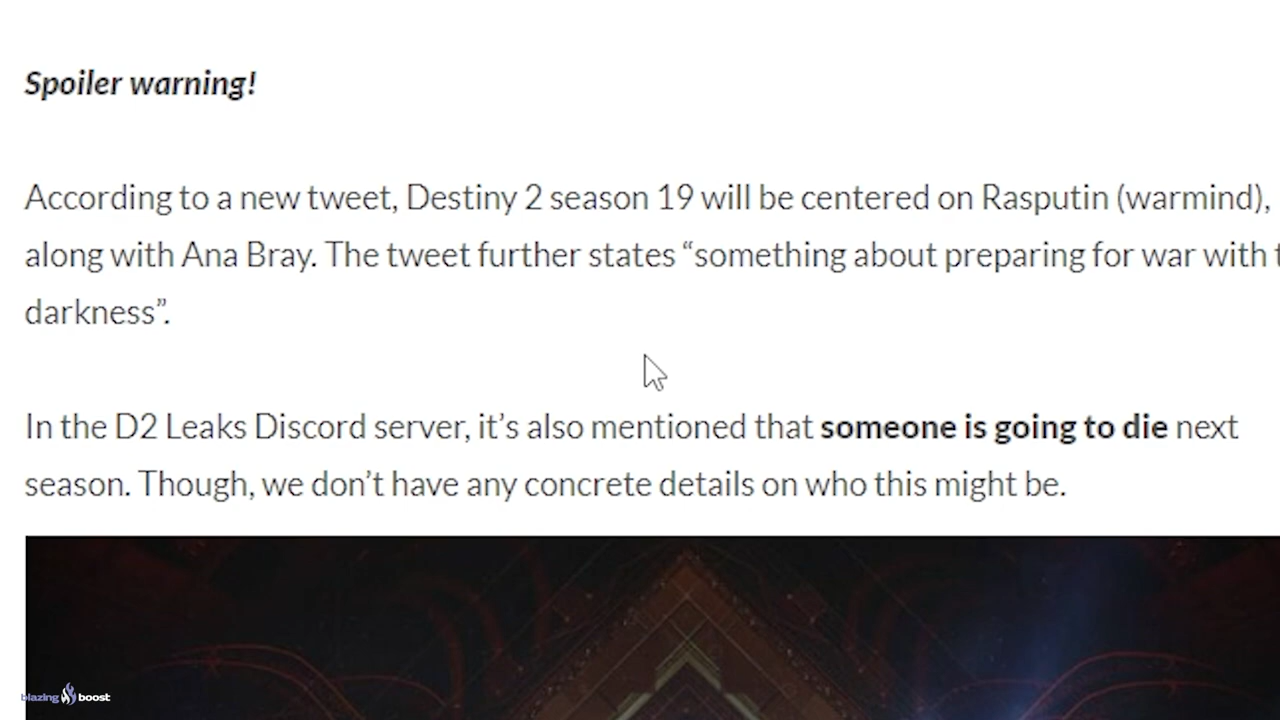 Spoiler warning!
According to a new tweet, Destiny 2 season 19 will be centered on Rasputin (warmind),
along with Ana Bray. The tweet further states “something about preparing for war with
darkness”.
In the D2 Leaks Discord server, it’s also mentioned that someone is going to die next
season. Though, we don’t have any concrete details on who this might be.
blazing boost